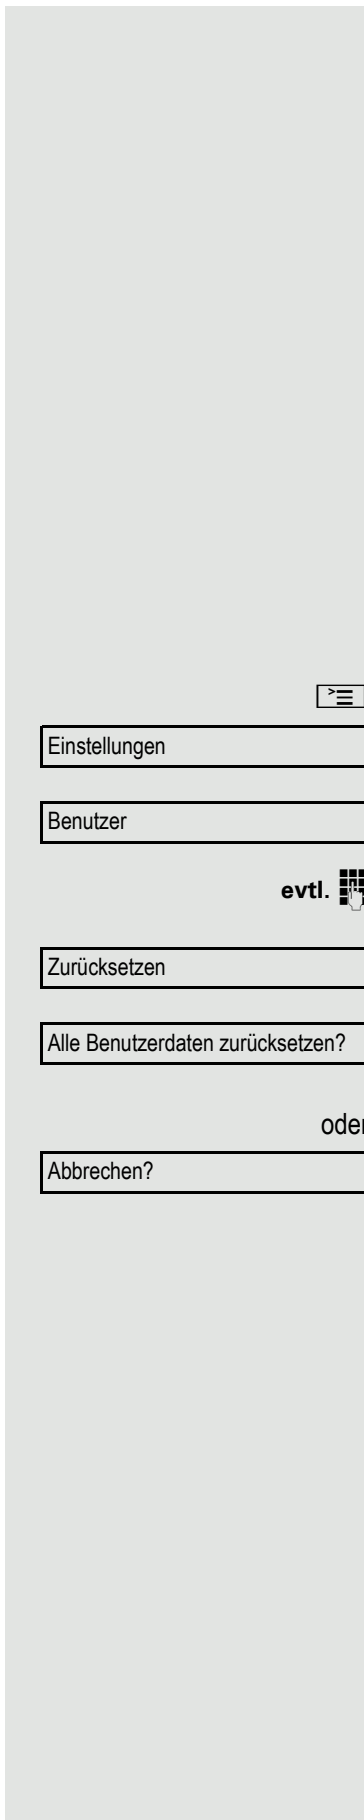 Einstellungen
Benutzer
evtl.
Zurücksetzen
Alle Benutzerdaten zurücksetzen?
oder
Abbrechen?